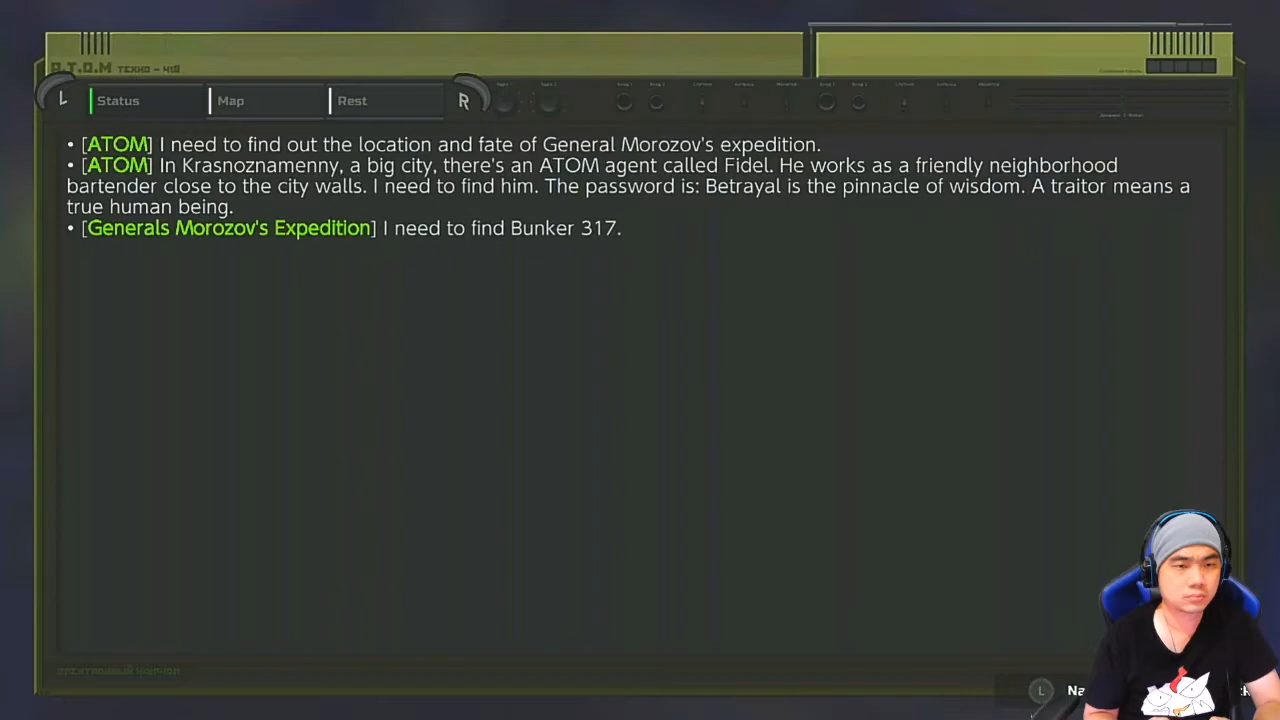 A.T.O.M ТЕХНО - 41Θ
L
Status
Map
Rest
R
• [ATOM] I need to find out the location and fate of General Morozov's expedition.
• [ATOM] In Krasnoznamenny, a big city, there's an ATOM agent called Fidel. He works as a friendly neighborhood
bartender close to the city walls. I need to find him. The password is: Betrayal is the pinnacle of wisdom. A traitor means a
true human being.
• [Generals Morozov's Expedition] I need to find Bunker 317.
L